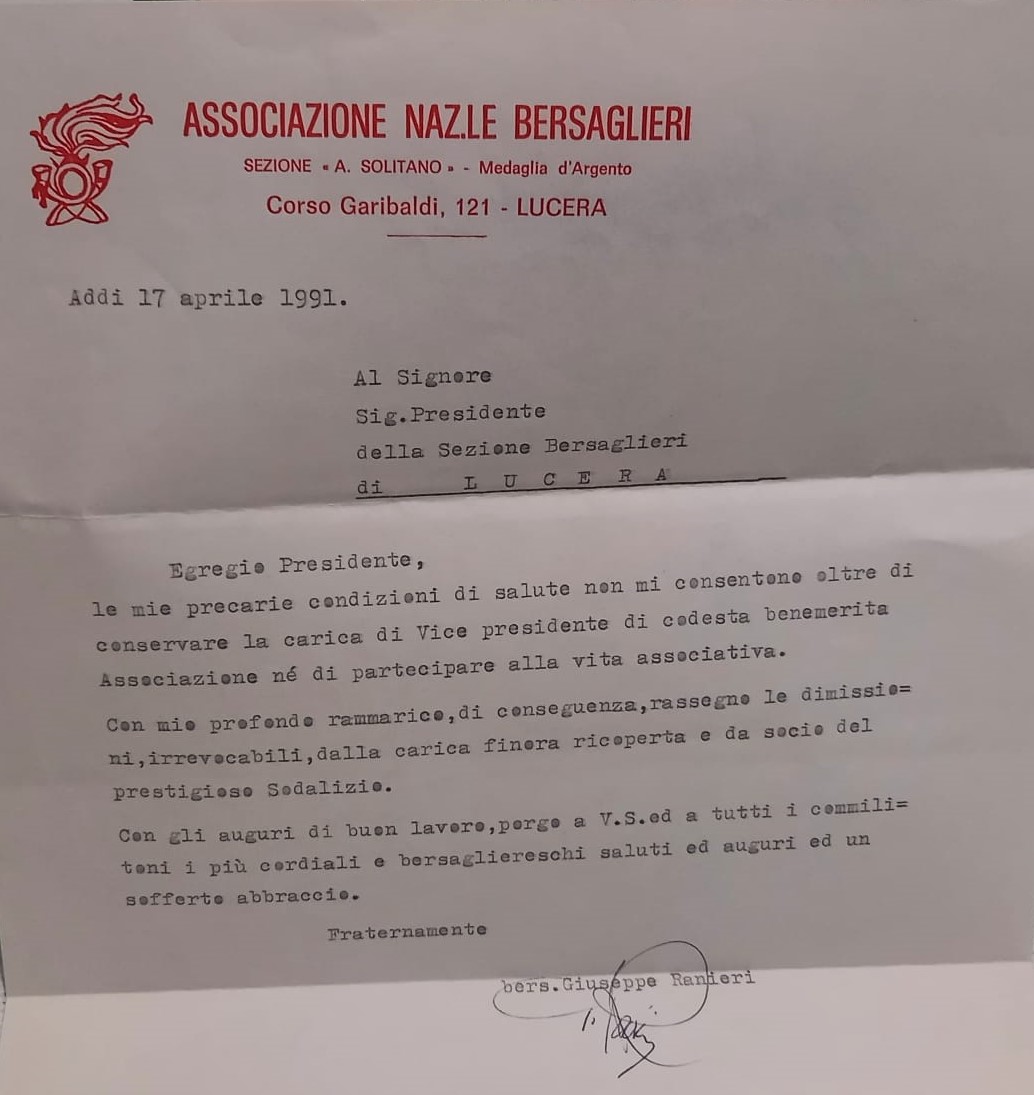 ASSOCIAZIONE NAZ.LE BERSAGLIERI
SEZIONE « A. SOLITANO » - Medaglia d'Argento
Corso Garibaldi, 121 - LUCERA
Addi 17 aprile 1991.
Al Signore
Sig.Presidente
della Sezione Bersaglieri
di L U C E R A
Egregio Presidente,
le mie precarie condizioni di salute non mi consentono oltre di
conservare la carica di Vice presidente di codesta benemerita
Associazione né di partecipare alla vita associativa.
Con mio profondo rammarico,di conseguenza,rassegno le dimissio=
ni,irrevocabili,dalla carica finora ricoperta e da socio del
prestigioso Sodalizio.
Con gli auguri di buon lavoro,porgo a V.S.ed a tutti i commili=
toni i più cordiali e bersagliereschi saluti ed auguri ed un
sofferto abbraccio.
Fraternamente
bers.Giuseppe Ranieri